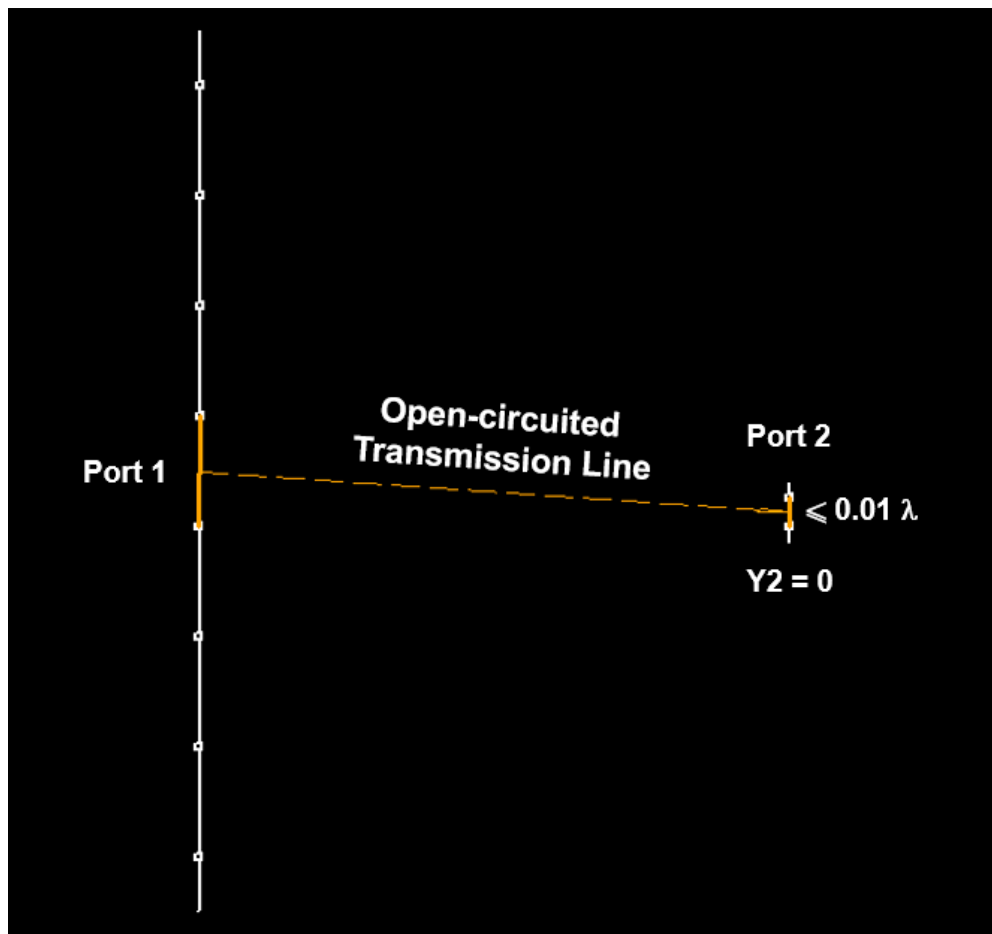 Open-circuited
Transmission Line
Port 2
Port 1
⩽ 0.01 λ
Y2 = 0